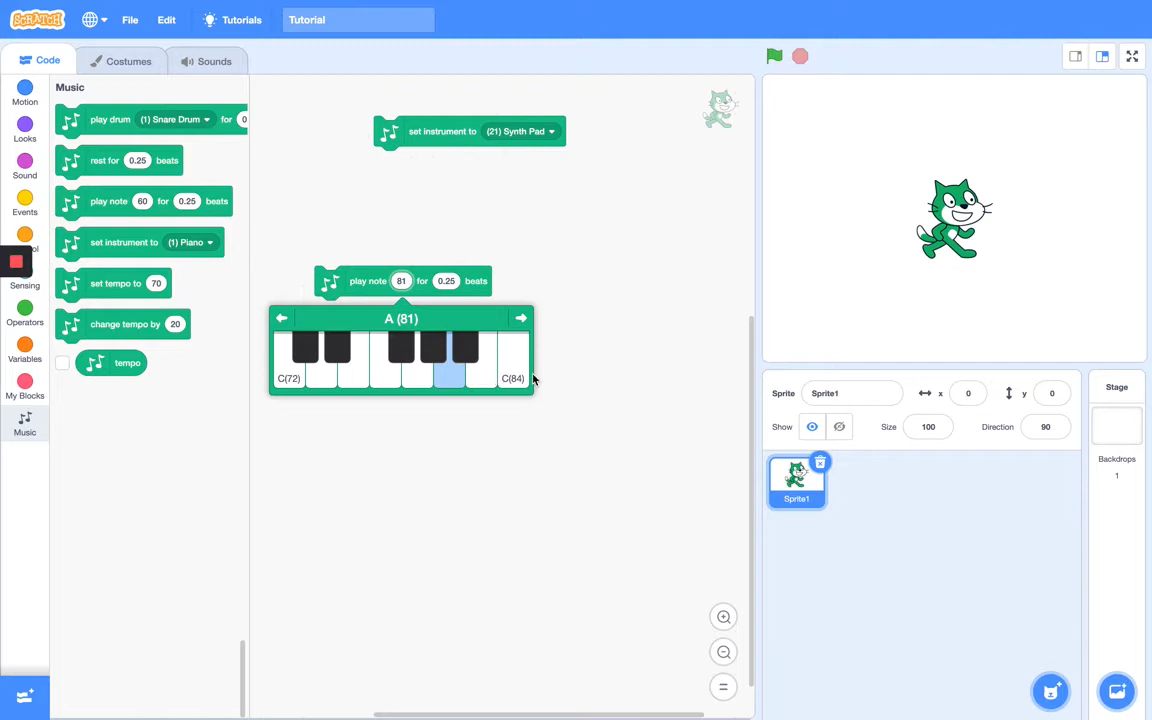 SCRATCH File Edit Tutorials Tutorial
Code Costumes Sounds
Motion
Looks
Sound
Events
Sensing
Operators
Variables
My Blocks
Music
Music
play drum (1) Snare Drum for 0
rest for 0.25 beats
play note 60 for 0.25 beats
set instrument to (1) Piano
set tempo to 70
change tempo by 20
tempo
set instrument to (21) Synth Pad
play note 81 for 0.25 beats
A (81)
C(72) C(84)
Sprite Sprite1 x 0 y 0
Show Size 100 Direction 90
Sprite1
Stage
Backdrops
1